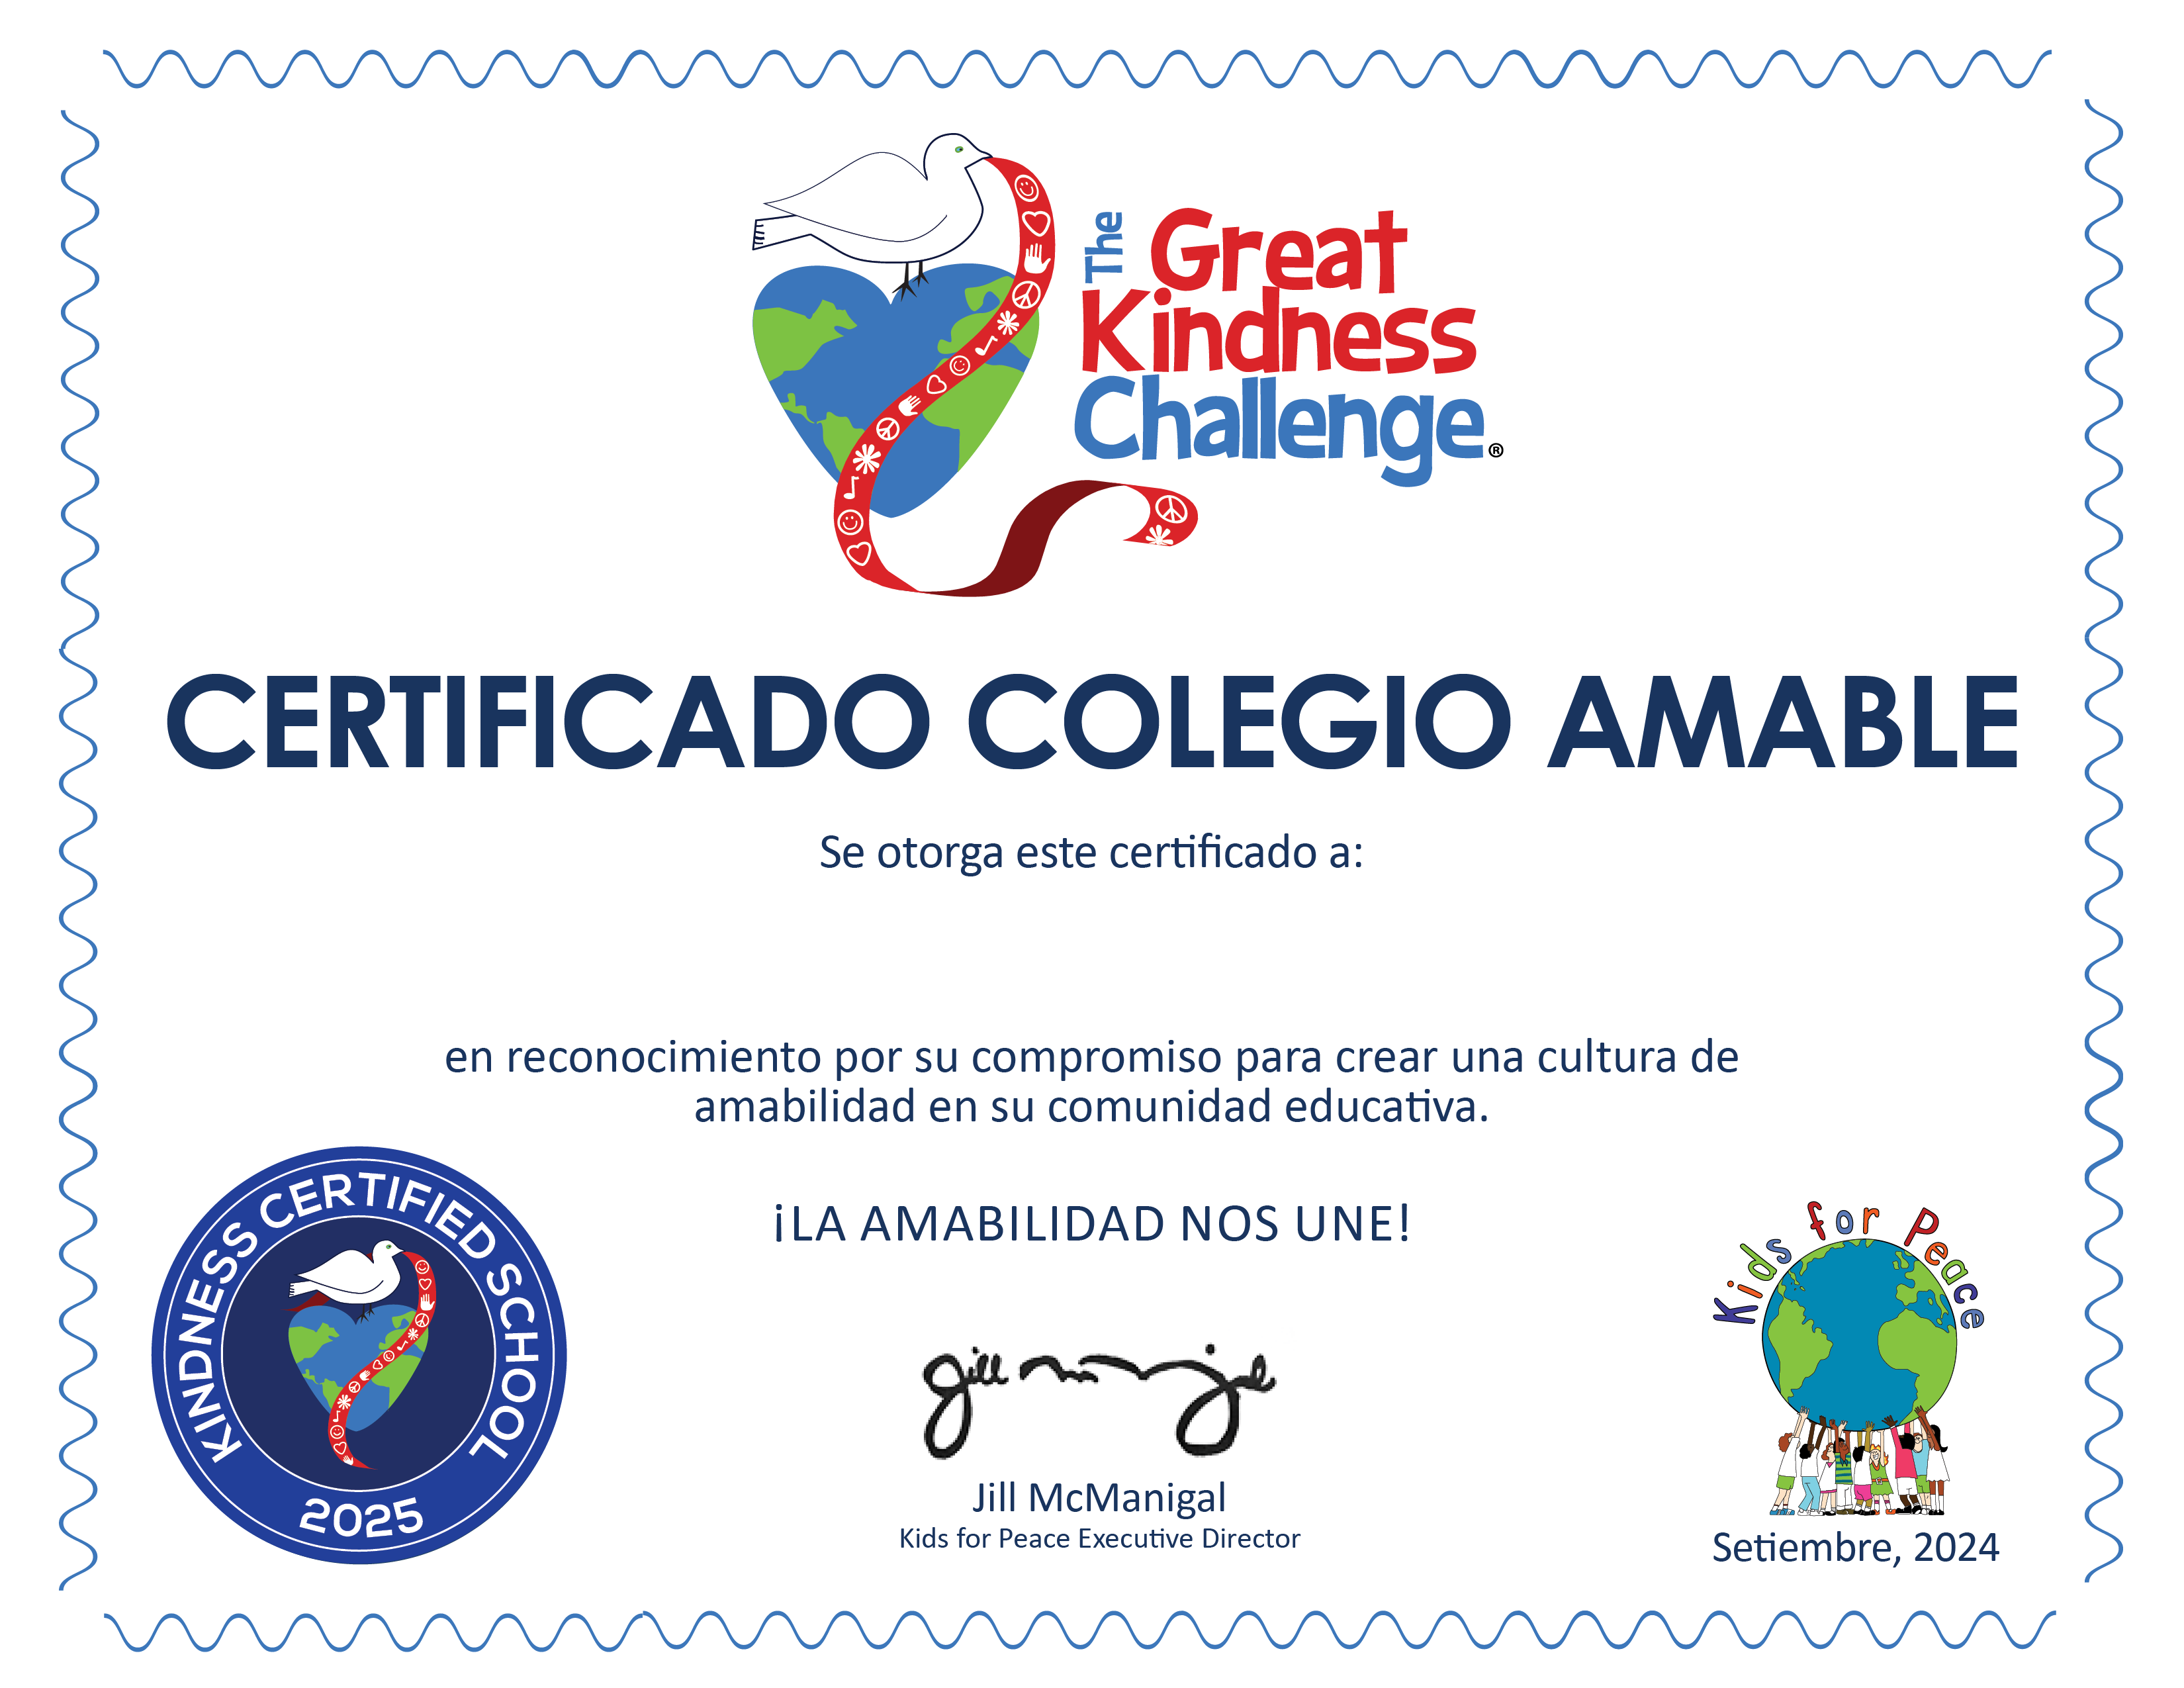 The Great
Kindness
Challenge®
CERTIFICADO COLEGIO AMABLE
Se otorga este certificado a:
en reconocimiento por su compromiso para crear una cultura de
amabilidad en su comunidad educativa.
¡LA AMABILIDAD NOS UNE!
KINDNESS CERTIFIED SCHOOL
2025
Jill McManigal
Kids for Peace Executive Director
Kids for Peace
Setiembre, 2024